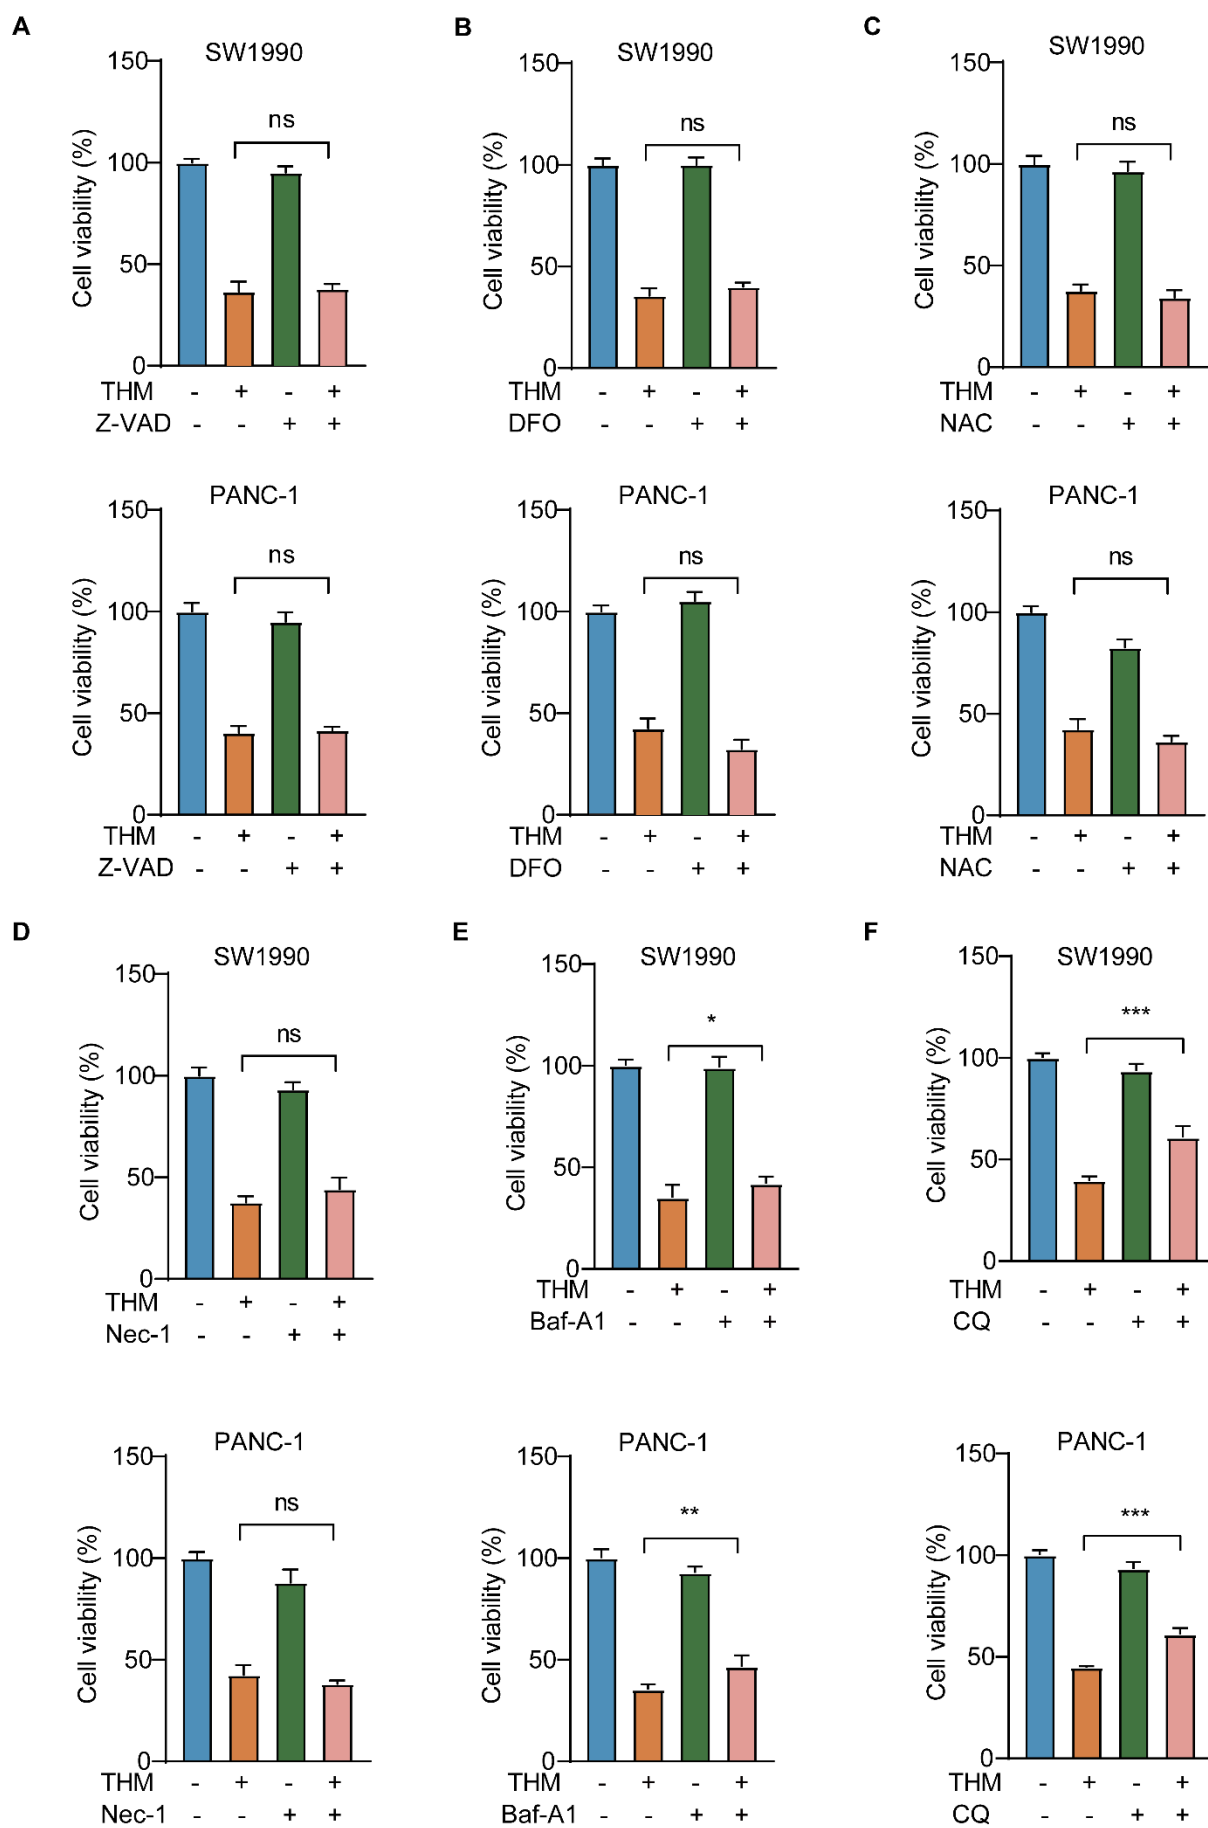 A
SW1990
150
100
50
0
Cell viability (%)
ns
THM - + - +
Z-VAD - - + +
B
SW1990
150
100
50
0
Cell viability (%)
ns
THM - + - +
DFO - - + +
C
SW1990
150
100
50
0
Cell viability (%)
ns
THM - + - +
NAC - - + +
PANC-1
150
100
50
0
Cell viability (%)
ns
THM - + - +
Z-VAD - - + +
PANC-1
150
100
50
0
Cell viability (%)
ns
THM - + - +
DFO - - + +
PANC-1
150
100
50
0
Cell viability (%)
ns
THM - + - +
NAC - - + +
D
SW1990
150
100
50
0
Cell viability (%)
ns
THM - + - +
Nec-1 - - + +
E
SW1990
150
100
50
0
Cell viability (%)
*
THM - + - +
Baf-A1 - - + +
F
SW1990
150
100
50
0
Cell viability (%)
***
THM - + - +
CQ - - + +
PANC-1
150
100
50
0
Cell viability (%)
ns
THM - + - +
Nec-1 - - + +
PANC-1
150
100
50
0
Cell viability (%)
**
THM - + - +
Baf-A1 - - + +
PANC-1
150
100
50
0
Cell viability (%)
***
THM - + - +
CQ - - + +